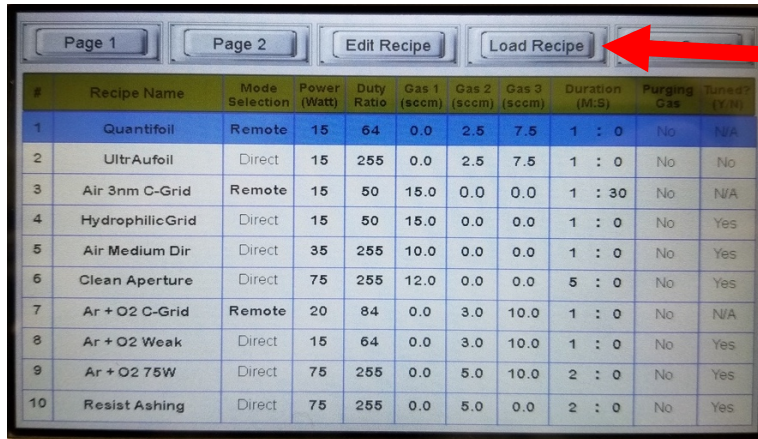 Page 1 Page 2 Edit Recipe Load Recipe
# Recipe Name Mode Selection Power (Watt) Duty Ratio Gas 1 (sccm) Gas 2 (sccm) Gas 3 (sccm) Duration (M:S) Purging Gas Tuned? (Y/N)
1 Quantifoil Remote 15 64 0.0 2.5 7.5 1 : 0 No N/A
2 UltrAufoil Direct 15 255 0.0 2.5 7.5 1 : 0 No No
3 Air 3nm C-Grid Remote 15 50 15.0 0.0 0.0 1 : 30 No N/A
4 HydrophilicGrid Direct 15 50 15.0 0.0 0.0 1 : 0 No Yes
5 Air Medium Dir Direct 35 255 10.0 0.0 0.0 1 : 0 No Yes
6 Clean Aperture Direct 75 255 12.0 0.0 0.0 5 : 0 No Yes
7 Ar + O2 C-Grid Remote 20 84 0.0 3.0 10.0 1 : 0 No N/A
8 Ar + O2 Weak Direct 15 64 0.0 3.0 10.0 1 : 0 No Yes
9 Ar + O2 75W Direct 75 255 0.0 5.0 10.0 2 : 0 No Yes
10 Resist Ashing Direct 75 255 0.0 5.0 0.0 2 : 0 No Yes